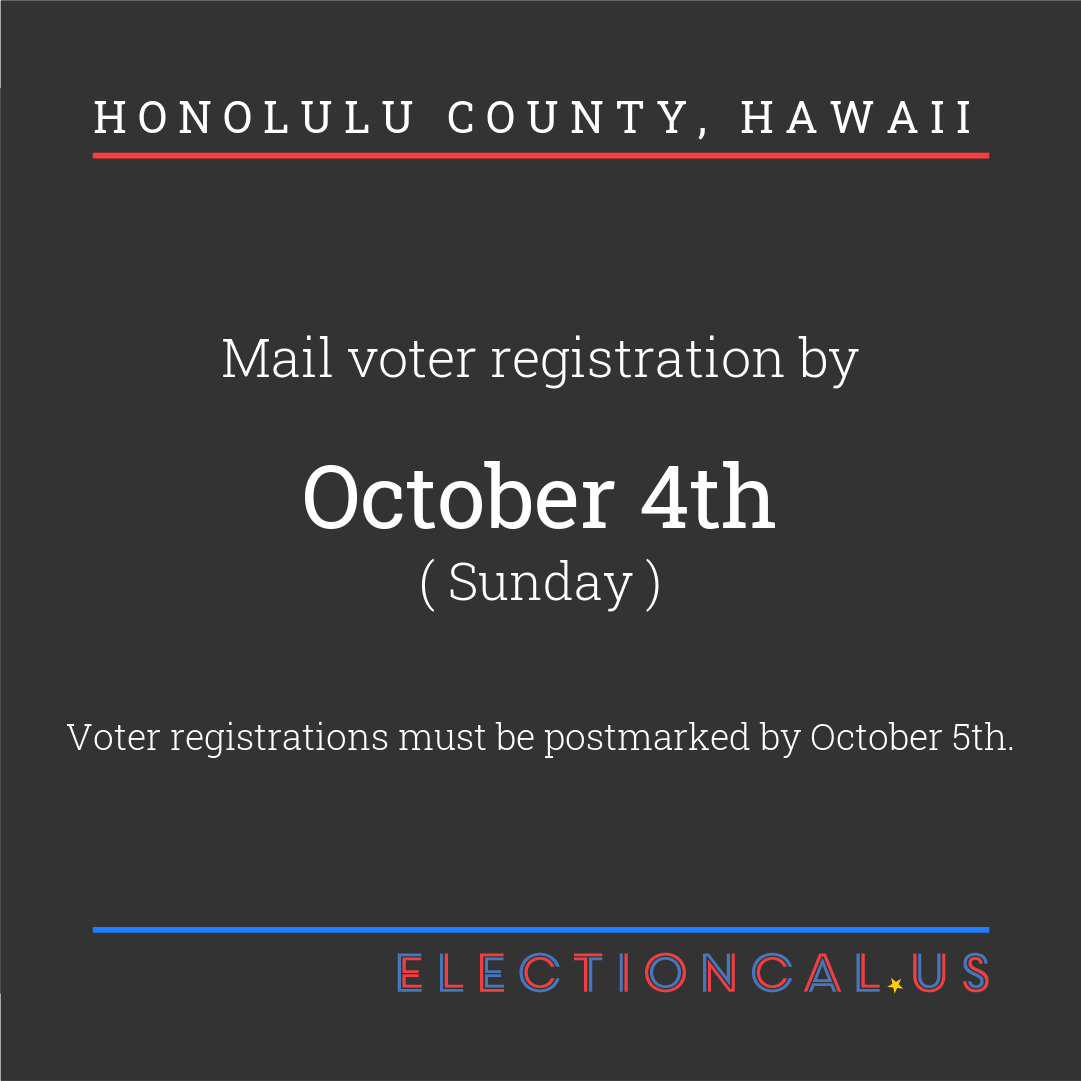 HONOLULU COUNTY, HAWAII
Mail voter registration by
October 4th
( Sunday )
Voter registrations must be postmarked by October 5th.
ELECTIONCAL.US